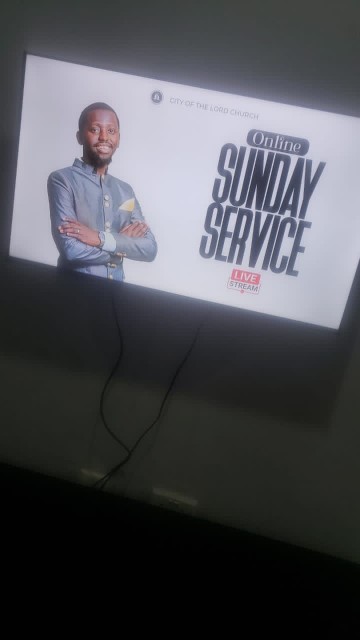 CITY OF THE LORD CHURCH
Online
SUNDAY
SERVICE
LIVE
STREAM